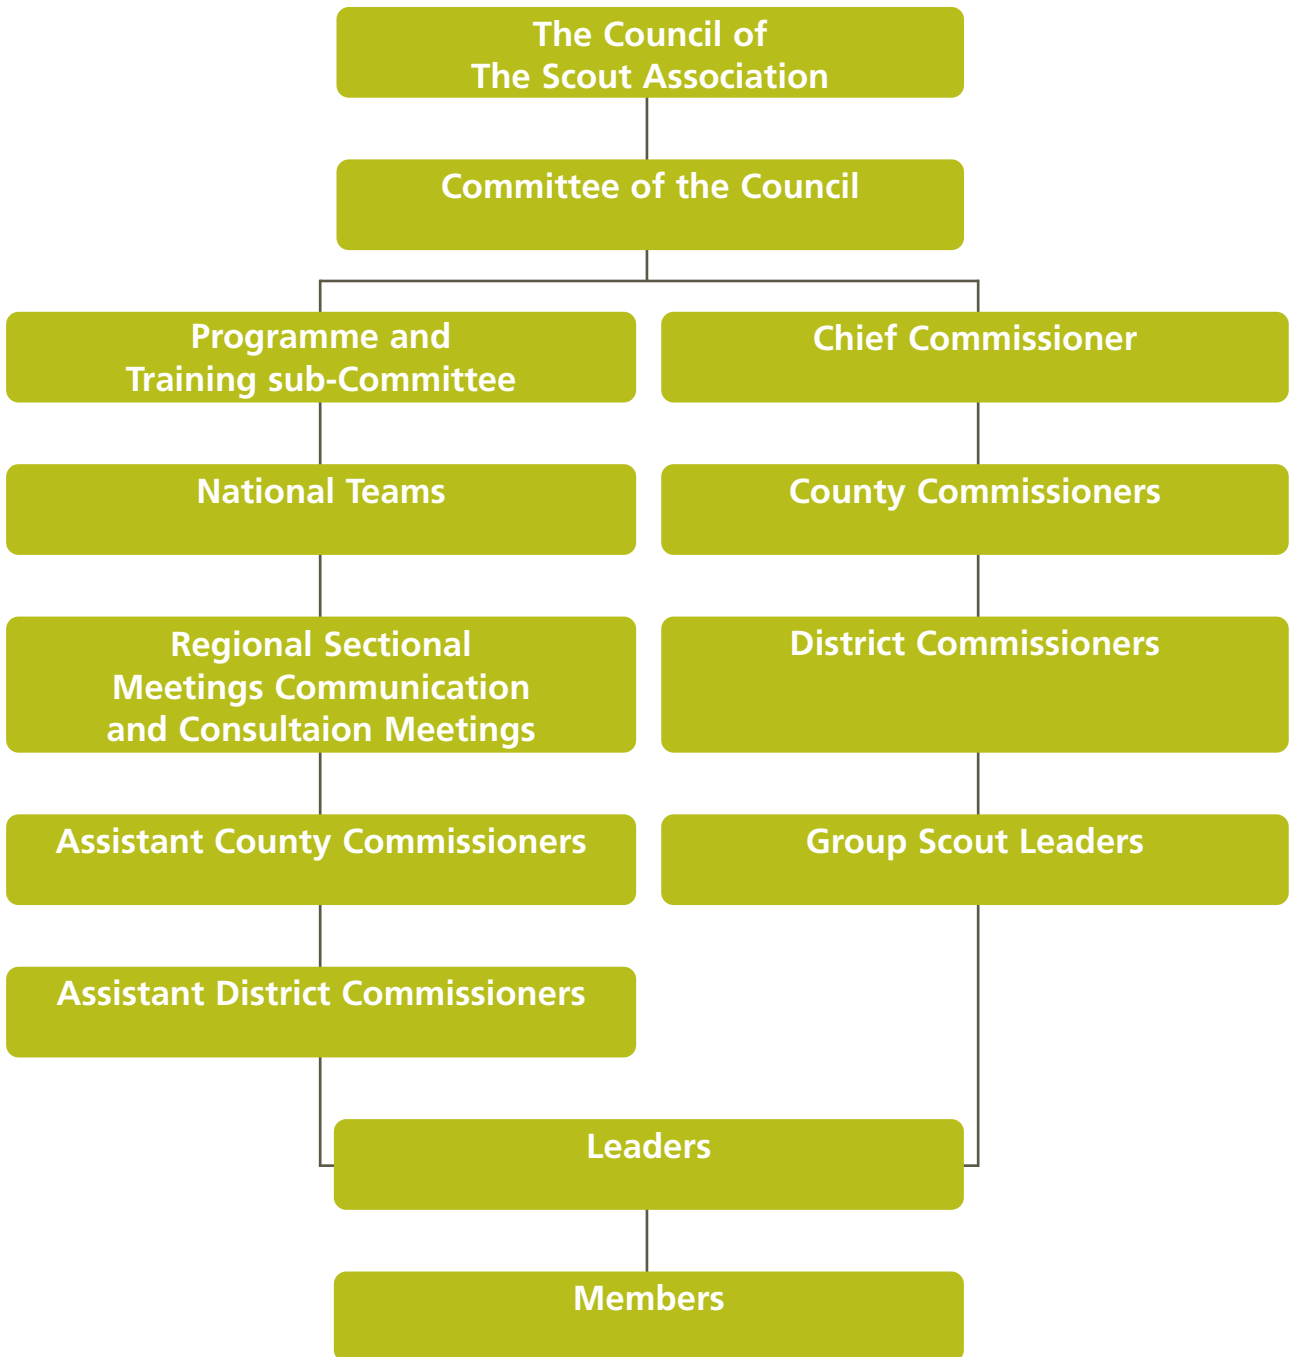 The Council of
The Scout Association
Committee of the Council
Programme and
Training sub-Committee
Chief Commissioner
National Teams
County Commissioners
Regional Sectional
Meetings Communication
and Consultaion Meetings
District Commissioners
Assistant County Commissioners
Group Scout Leaders
Assistant District Commissioners
Leaders
Members